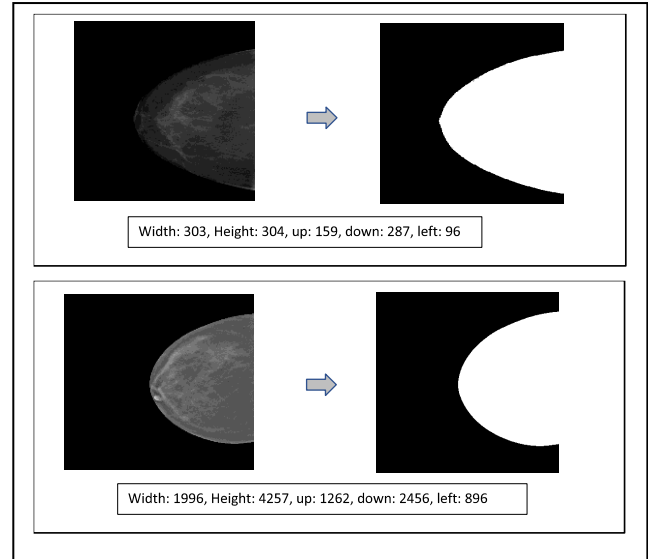 Width: 303, Height: 304, up: 159, down: 287, left: 96
Width: 1996, Height: 4257, up: 1262, down: 2456, left: 896